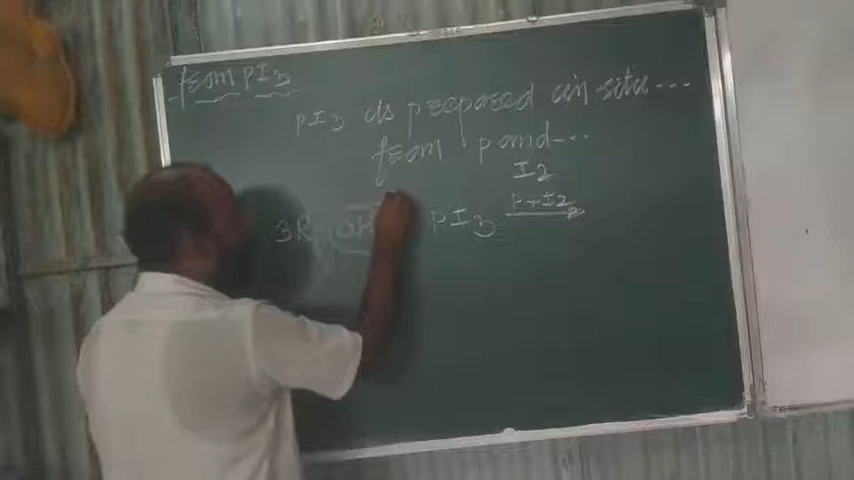 from PI3
PI3 is prepared in situ...
from P and...
I2
P+I2
3R OH PI3